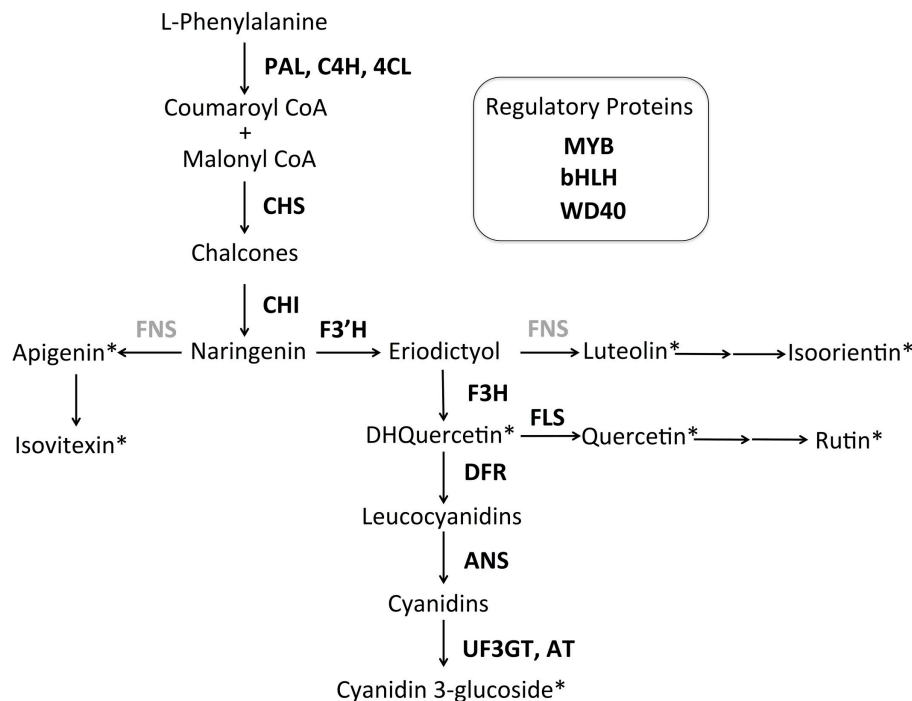 L-Phenylalanine
PAL, C4H, 4CL
Coumaroyl CoA
+
Malonyl CoA
Regulatory Proteins
MYB
bHLH
WD40
CHS
Chalcones
CHI
FNS
F3’H
FNS
Apigenin*
Naringenin
Eriodictyol
Luteolin*
Isoorientin*
F3H
Isovitexin*
FLS
DHQuercetin*
Quercetin*
Rutin*
DFR
Leucocyanidins
ANS
Cyanidins
UF3GT, AT
Cyanidin 3-glucoside*